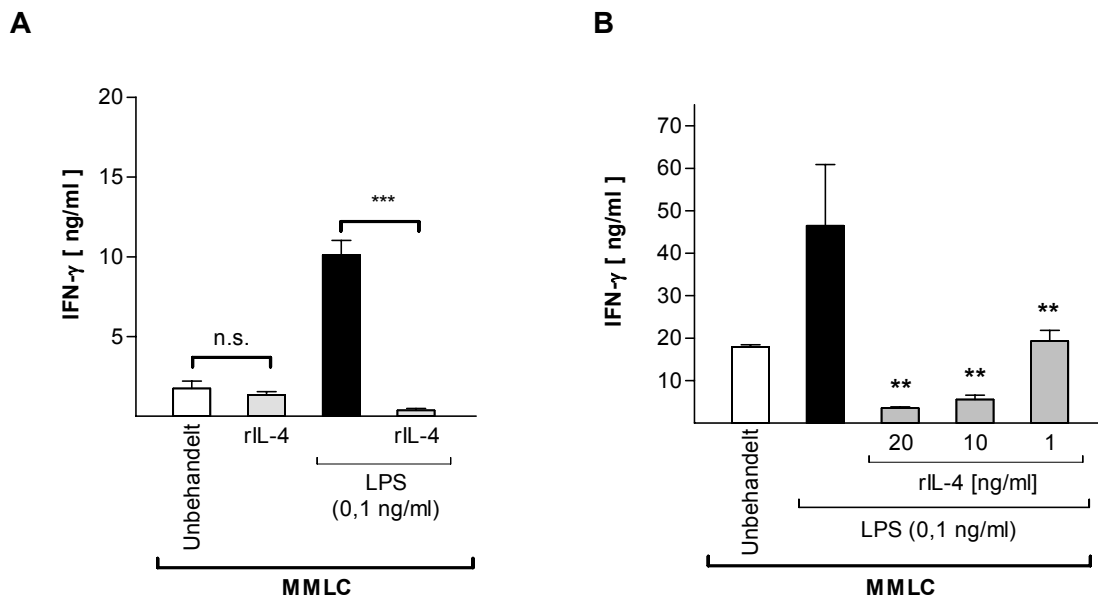 A
IFN-γ [ ng/ml ]
20
15
10
5
n.s.
***
Unbehandelt
rIL-4
rIL-4
LPS
(0,1 ng/ml)
MMLC
B
IFN-γ [ ng/ml ]
70
60
50
40
30
20
10
**
**
**
Unbehandelt
20
10
1
rIL-4 [ng/ml]
LPS (0,1 ng/ml)
MMLC